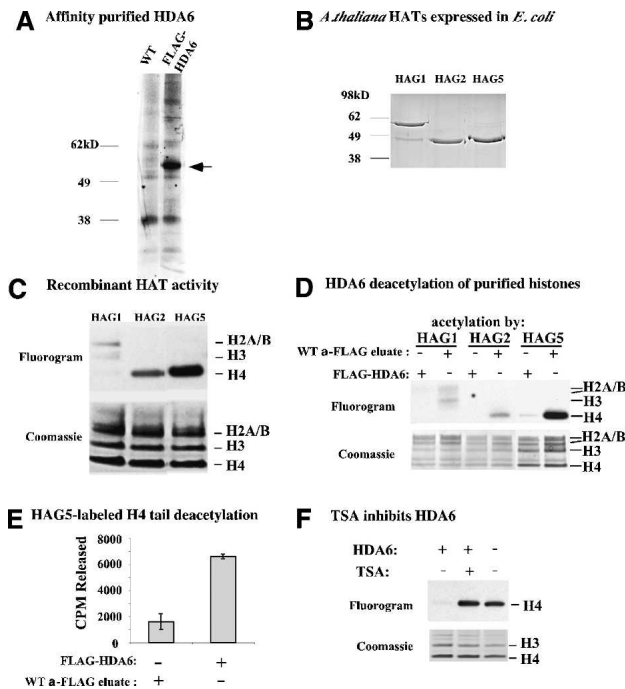 A Affinity purified HDA6
WT
FLAG-HDA6
62kD
49
38
B A.thaliana HATs expressed in E. coli
HAG1 HAG2 HAG5
98kD
62
49
38
C Recombinant HAT activity
HAG1 HAG2 HAG5
Fluorogram
H2A/B
H3
H4
Coomassie
H2A/B
H3
H4
D HDA6 deacetylation of purified histones
acetylation by:
HAG1 HAG2 HAG5
WT a-FLAG eluate : - + - + - +
FLAG-HDA6: + - + - + -
Fluorogram
H2A/B
H3
H4
Coomassie
H2A/B
H3
H4
E HAG5-labeled H4 tail deacetylation
CPM Released
8000
6000
4000
2000
0
FLAG-HDA6: - +
WT a-FLAG eluate + -
F TSA inhibits HDA6
HDA6: + + -
TSA: - + -
Fluorogram
H4
Coomassie
H3
H4